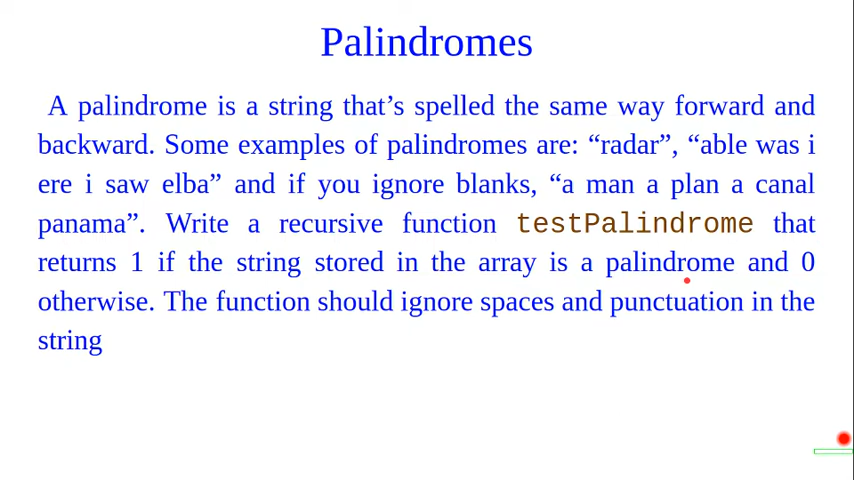 Palindromes
A palindrome is a string that’s spelled the same way forward and
backward. Some examples of palindromes are: “radar”, “able was i
ere i saw elba” and if you ignore blanks, “a man a plan a canal
panama”. Write a recursive function testPalindrome that
returns 1 if the string stored in the array is a palindrome and 0
otherwise. The function should ignore spaces and punctuation in the
string